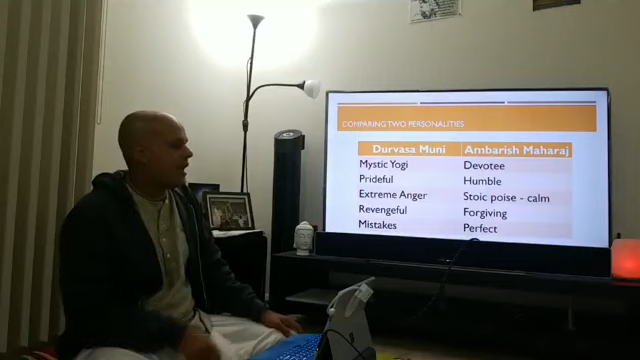 COMPARING TWO PERSONALITIES
Durvasa Muni Ambarish Maharaj
Mystic Yogi Devotee
Prideful Humble
Extreme Anger Stoic poise - calm
Revengeful Forgiving
Mistakes Perfect